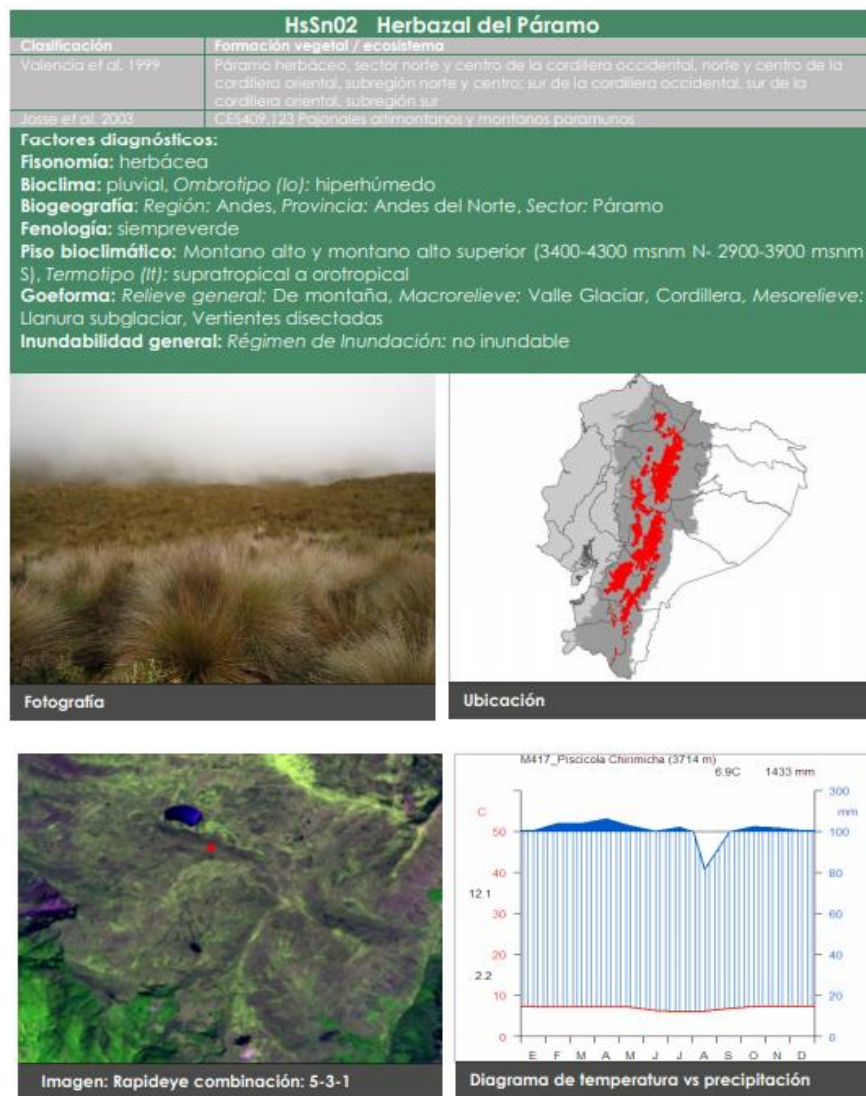 HsSn02 Herbazal del Páramo
Clasificación Formación vegetal / ecosistema
Valencia et al. 1999 Páramo herbáceo, sector norte y centro de la cordillera occidental, norte y centro de la
cordillera oriental, subregión norte y centro; sur de la cordillera occidental, sur de la
cordillera oriental, subregión sur
Josse et al. 2003 CES409.123 Pajonales altimontanos y montanos paramunos
Factores diagnósticos:
Fisonomía: herbácea
Bioclima: pluvial, Ombrotipo (Io): hiperhúmedo
Biogeografía: Región: Andes, Provincia: Andes del Norte, Sector: Páramo
Fenología: siempreverde
Piso bioclimático: Montano alto y montano alto superior (3400-4300 msnm N- 2900-3900 msnm
S), Termotipo (It): supratropical a orotropical
Goeforma: Relieve general: De montaña, Macrorelieve: Valle Glaciar, Cordillera, Mesorelieve:
Llanura subglaciar, Vertientes disectadas
Inundabilidad general: Régimen de Inundación: no inundable
Fotografía
Ubicación
Imagen: Rapideye combinación: 5-3-1
M417_Piscicola Chirimicha (3714 m)
6.9C 1433 mm
300
C mm
50 100
40 80
12.1
30 60
20 40
2.2
10 20
0 0
E F M A M J J A S O N D
Diagrama de temperatura vs precipitación